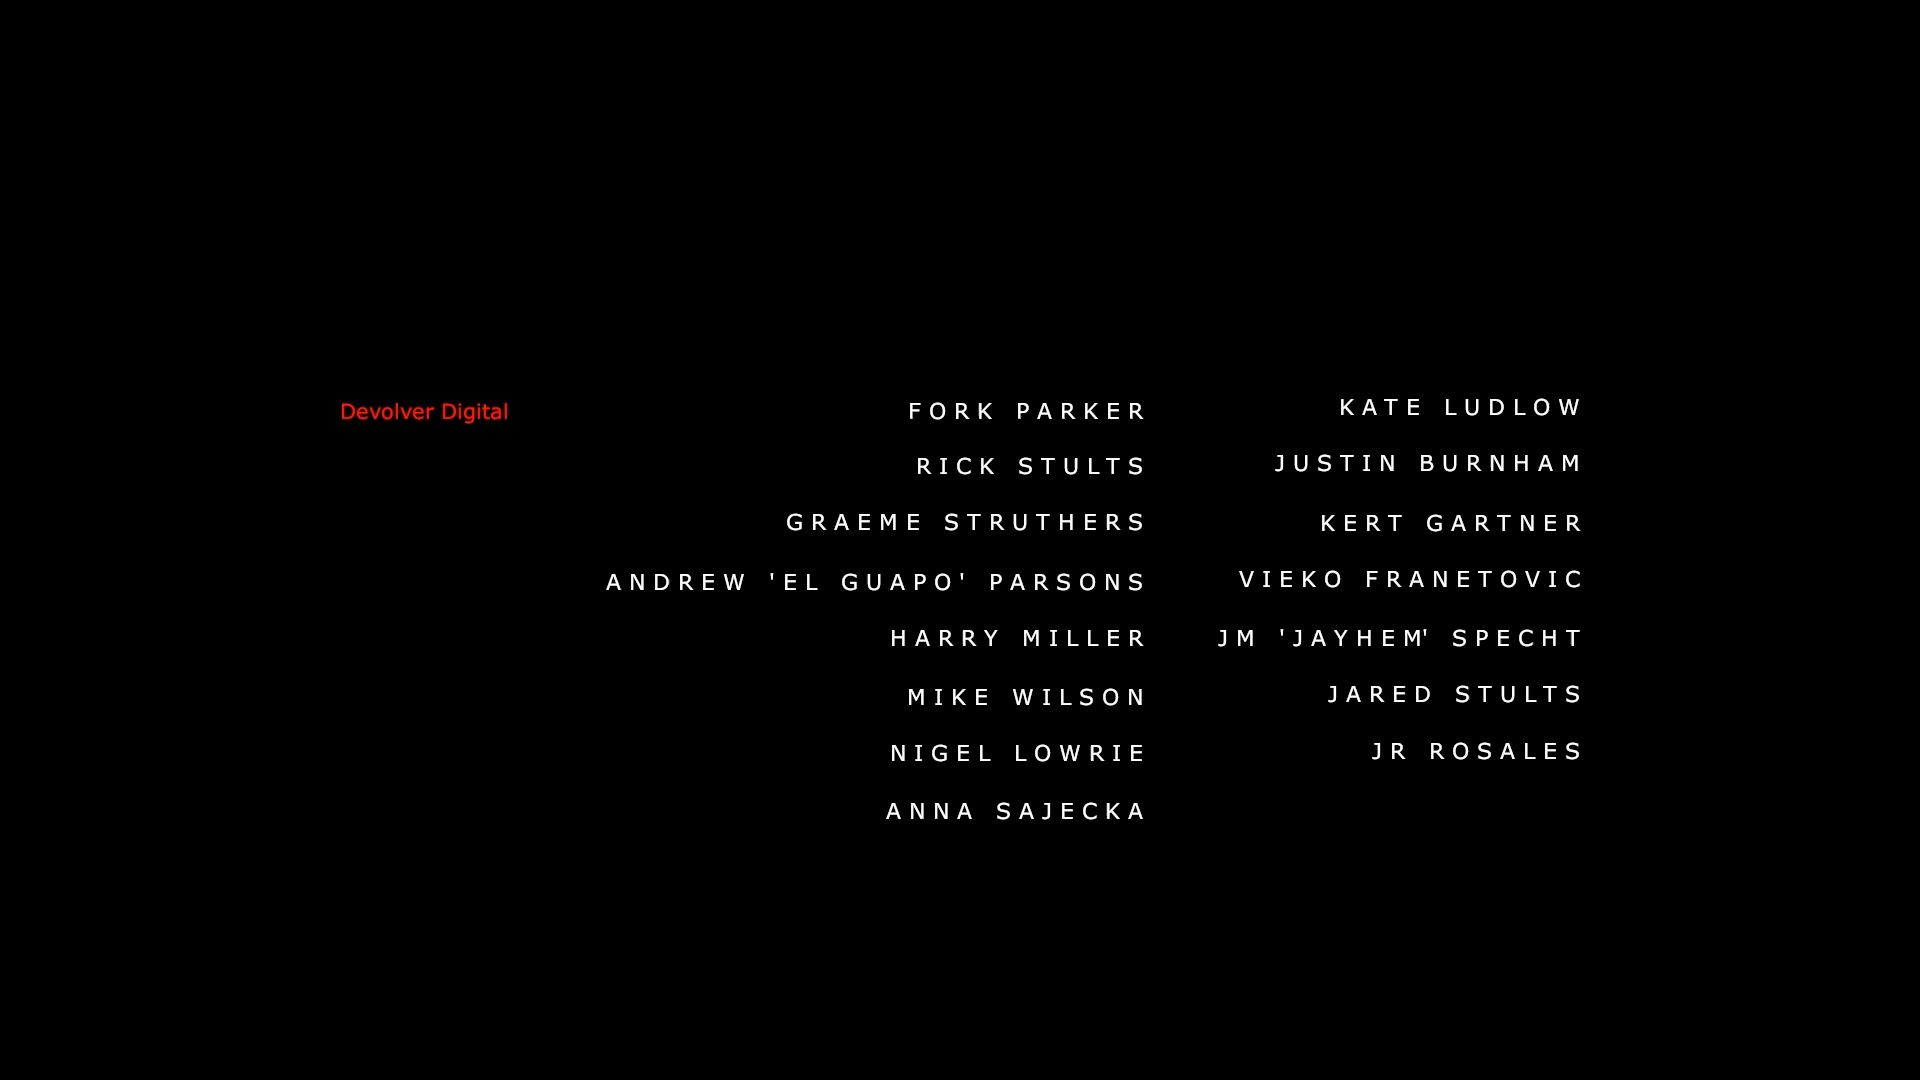 Devolver Digital
FORK PARKER
RICK STULTS
GRAEME STRUTHERS
ANDREW 'EL GUAPO' PARSONS
HARRY MILLER
MIKE WILSON
NIGEL LOWRIE
ANNA SAJECKA
KATE LUDLOW
JUSTIN BURNHAM
KERT GARTNER
VIEKO FRANETOVIC
JM 'JAYHEM' SPECHT
JARED STULTS
JR ROSALES